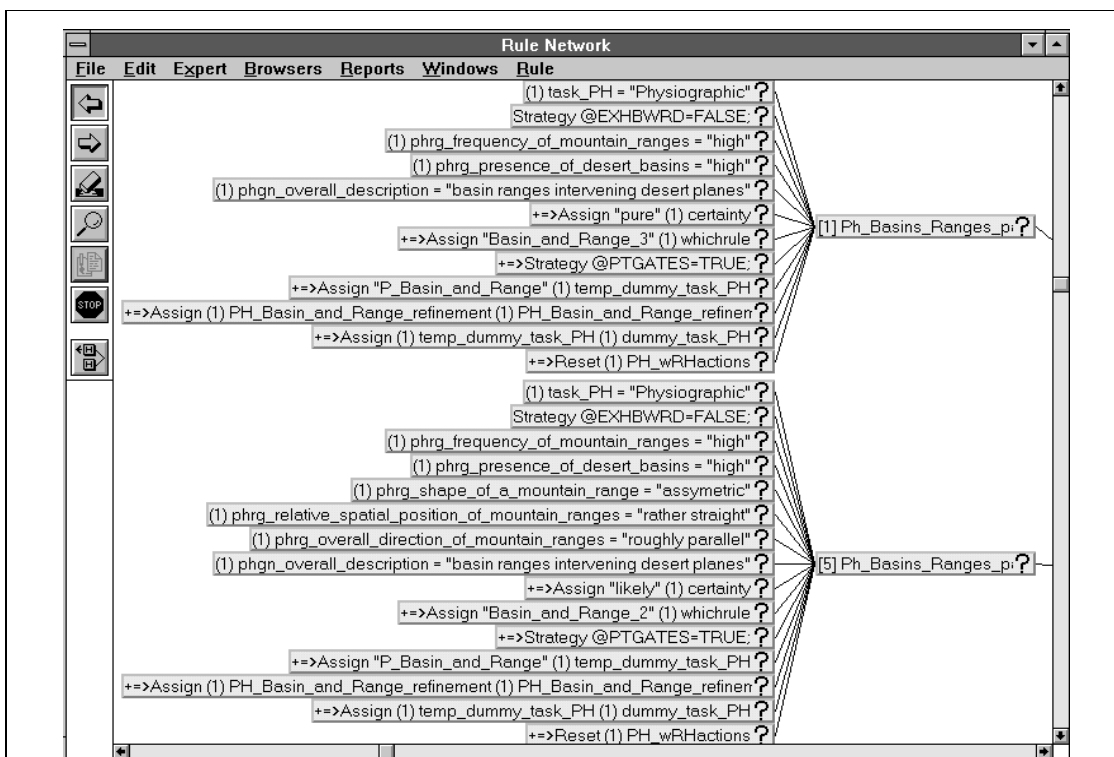 Rule Network
File Edit Expert Browsers Reports Windows Rule
(1) task_PH = "Physiographic" ?
Strategy @EXHBWRD=FALSE; ?
(1) phrg_frequency_of_mountain_ranges = "high" ?
(1) phrg_presence_of_desert_basins = "high" ?
(1) phgn_overall_description = "basin ranges intervening desert planes" ?
+=>Assign "pure" (1) certainty ?
[1] Ph_Basins_Ranges_p ?
+=>Assign "Basin_and_Range_3" (1) whichrule ?
+=>Strategy @PTGATES=TRUE; ?
+=>Assign "P_Basin_and_Range" (1) temp_dummy_task_PH ?
STOP
+=>Assign (1) PH_Basin_and_Range_refinement (1) PH_Basin_and_Range_refinem ?
+=>Assign (1) temp_dummy_task_PH (1) dummy_task_PH ?
+=>Reset (1) PH_wRHactions ?
H
H
(1) task_PH = "Physiographic" ?
Strategy @EXHBWRD=FALSE; ?
(1) phrg_frequency_of_mountain_ranges = "high" ?
(1) phrg_presence_of_desert_basins = "high" ?
(1) phrg_shape_of_a_mountain_range = "assymetric" ?
(1) phrg_relative_spatial_position_of_mountain_ranges = "rather straight" ?
(1) phrg_overall_direction_of_mountain_ranges = "roughly parallel" ?
(1) phgn_overall_description = "basin ranges intervening desert planes" ?
[5] Ph_Basins_Ranges_p ?
+=>Assign "likely" (1) certainty ?
+=>Assign "Basin_and_Range_2" (1) whichrule ?
+=>Strategy @PTGATES=TRUE; ?
+=>Assign "P_Basin_and_Range" (1) temp_dummy_task_PH ?
+=>Assign (1) PH_Basin_and_Range_refinement (1) PH_Basin_and_Range_refinem ?
+=>Assign (1) temp_dummy_task_PH (1) dummy_task_PH ?
+=>Reset (1) PH_wRHactions ?